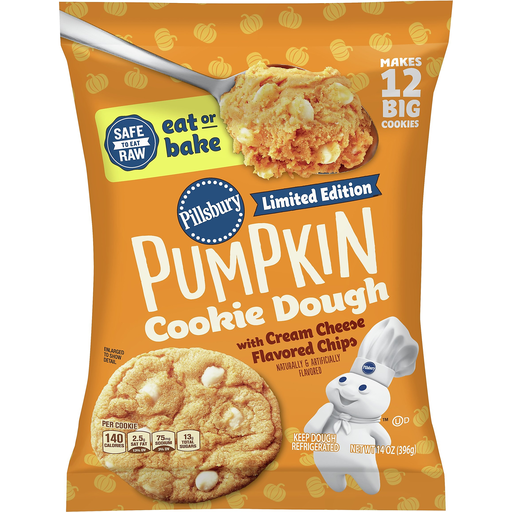 MAKES
12
BIG
COOKIES
SAFE
TO EAT
RAW
eat or
bake
Pillsbury
Limited Edition
PUMPKIN
Cookie Dough
with Cream Cheese
Flavored Chips
NATURALLY & ARTIFICIALLY
FLAVORED
ENLARGED
TO SHOW
DETAIL
Pillsbury
PER COOKIE
140
CALORIES
2.5g
SAT FAT
75mg
SODIUM
13g
TOTAL
SUGARS
TM U D
KEEP DOUGH
REFRIGERATED
NET WT 14 OZ (396g)